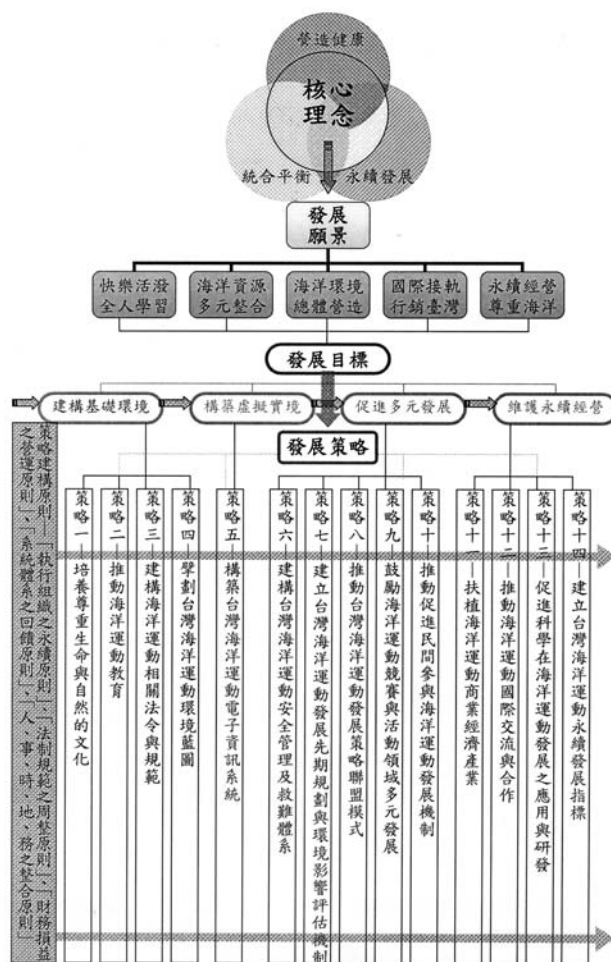 營造健康
核心
理念
統合平衡
永續發展
發展
願景
快樂活潑
全人學習
海洋資源
多元整合
海洋環境
總體營造
國際接軌
行銷臺灣
永續經營
尊重海洋
發展目標
建構基礎環境
構築虛擬實境
促進多元發展
維護永續經營
發展策略
策略建構原則—「執行組織之永續原則」、「法制規範之周整原則」、「財務損益
之營運原則」、「系統體系之回饋原則」、「人、事、時、地、務之整合原則」
策略一—培養尊重生命與自然的文化
策略二—推動海洋運動教育
策略三—建構海洋運動相關法令與規範
策略四—擘劃台灣海洋運動環境藍圖
策略五—構築台灣海洋運動電子資訊系統
策略六—建構台灣海洋運動安全管理及救難體系
策略七—建立台灣海洋運動發展先期規劃與環境影響評估機制
策略八—推動台灣海洋運動發展策略聯盟模式
策略九—鼓勵海洋運動競賽與活動領域多元發展
策略十—推動促進民間參與海洋運動發展機制
策略十一—扶植海洋運動商業經濟產業
策略十二—推動海洋運動國際交流與合作
策略十三—促進科學在海洋運動發展之應用與研發
策略十四—建立台灣海洋運動永續發展指標